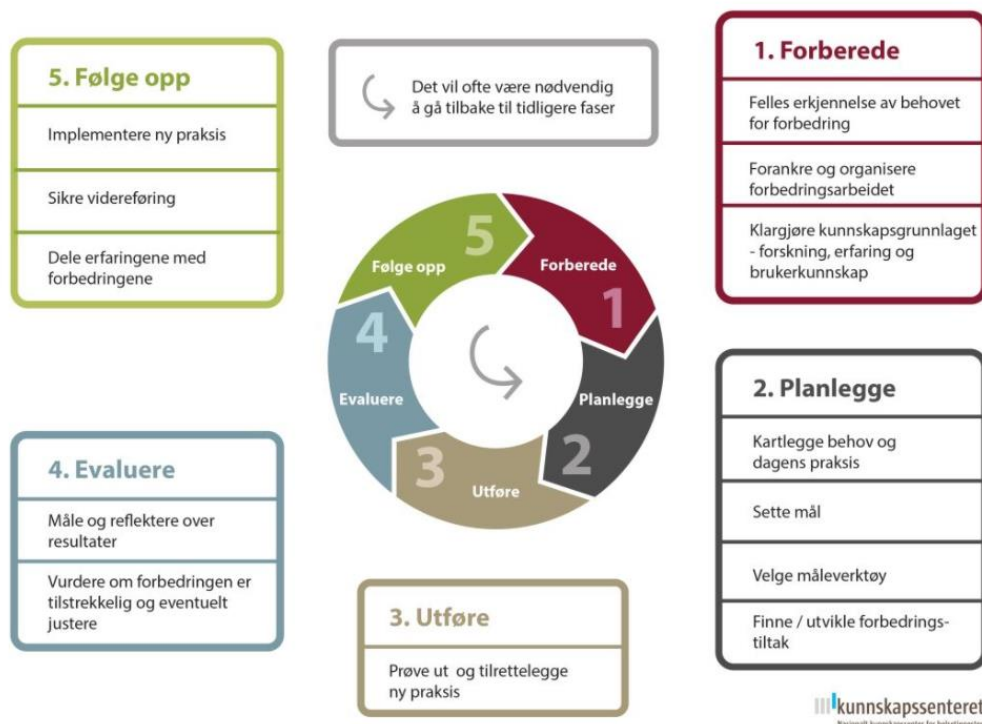 5. Følge opp
Implementere ny praksis
Sikre videreføring
Dele erfaringene med
forbedringene
Det vil ofte være nødvendig
å gå tilbake til tidligere faser
1. Forberede
Felles erkjennelse av behovet
for forbedring
Forankre og organisere
forbedringsarbeidet
Klargjøre kunnskapsgrunnlaget
- forskning, erfaring og
brukerkunnskap
5
Følge opp
Forberede
1
4
Evaluere
Planlegge
2
3
Utføre
2. Planlegge
Kartlegge behov og
dagens praksis
Sette mål
Velge måleverktøy
Finne / utvikle forbedrings-
tiltak
4. Evaluere
Måle og reflektere over
resultater
Vurdere om forbedringen er
tilstrekkelig og eventuelt
justere
3. Utføre
Prøve ut og tilrettelegge
ny praksis
kunnskapssenteret